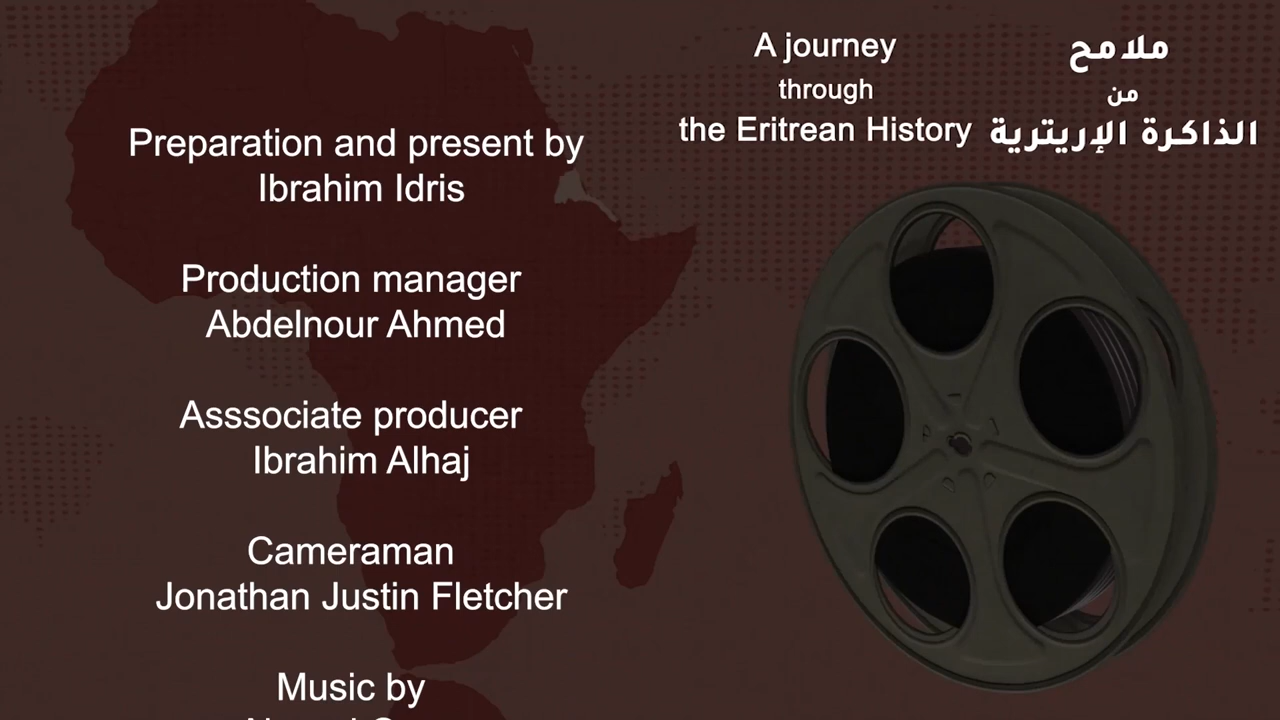 A journey
through
the Eritrean History
ملامح
من
الذاكرة الإريترية
Preparation and present by
Ibrahim Idris
Production manager
Abdelnour Ahmed
Asssociate producer
Ibrahim Alhaj
Cameraman
Jonathan Justin Fletcher
Music by